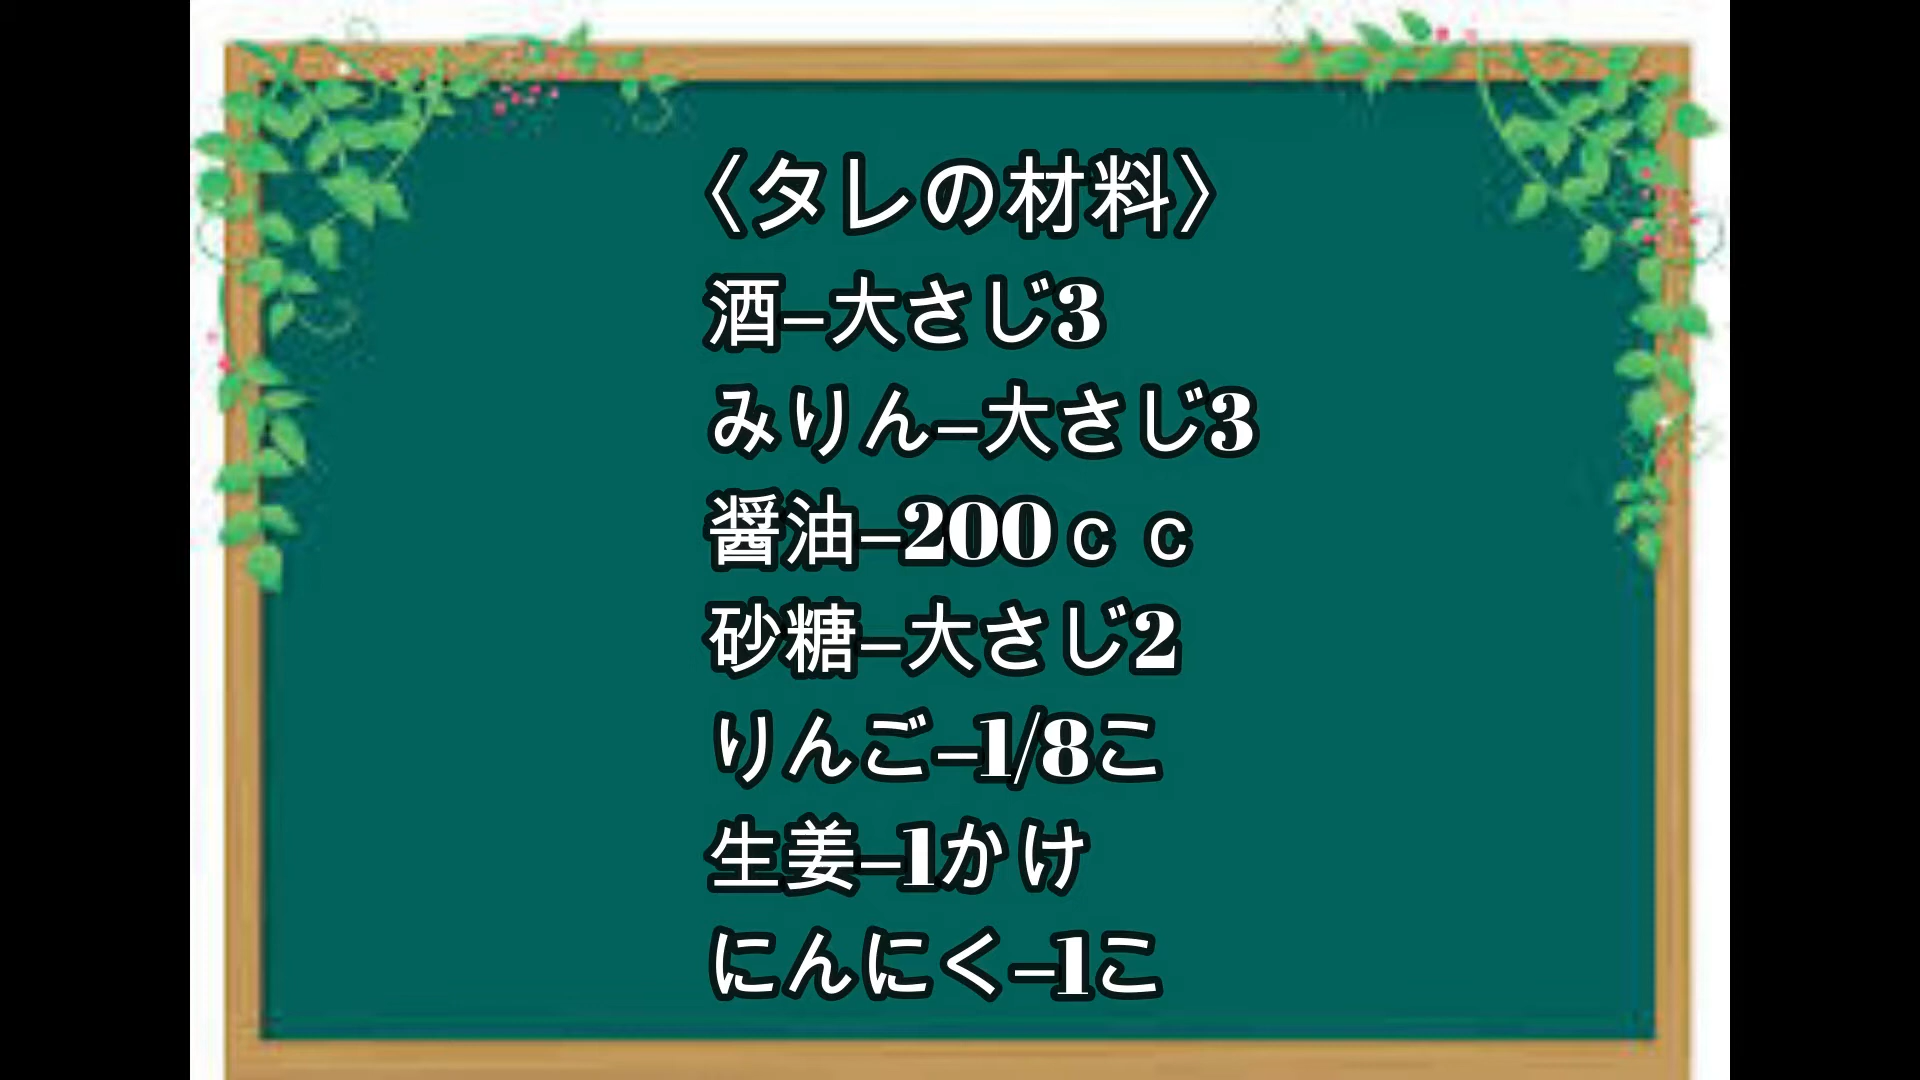 〈タレの材料〉
酒–大さじ3
みりん–大さじ3
醤油–200ｃｃ
砂糖–大さじ2
りんご–1/8こ
生姜–1かけ
にんにく–1こ